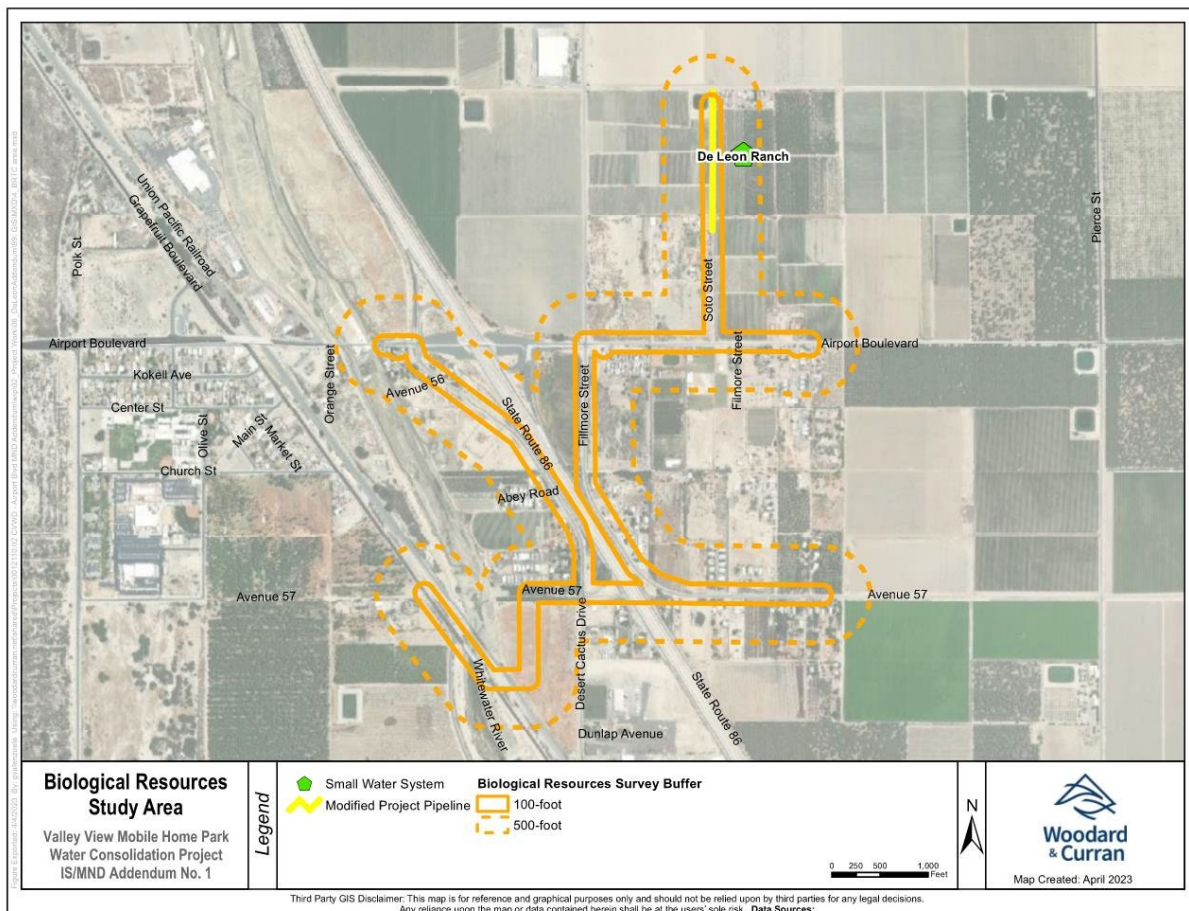 De Leon Ranch
Pierce St
Union Pacific Railroad
Grapefruit Boulevard
Polk St
Soto Street
Airport Boulevard
Airport Boulevard
Kokell Ave
Orange Street
Avenue 56
Fillmore Street
Filmore Street
Center St
Olive St
Main St
Market St
State Route 86
Church St
Abey Road
Avenue 57
Avenue 57
Avenue 57
Desert Cactus Drive
Whitewater River
State Route 86
Dunlap Avenue
Biological Resources
Study Area
Valley View Mobile Home Park
Water Consolidation Project
IS/MND Addendum No. 1
Legend
Small Water System
Modified Project Pipeline
Biological Resources Survey Buffer
100-foot
500-foot
0 250 500 1,000
Feet
N
Woodard
& Curran
Map Created: April 2023
Third Party GIS Disclaimer: This map is for reference and graphical purposes only and should not be relied upon by third parties for any legal decisions.
Any reliance upon the map or data contained herein shall be at the users' sole risk. Data Sources: